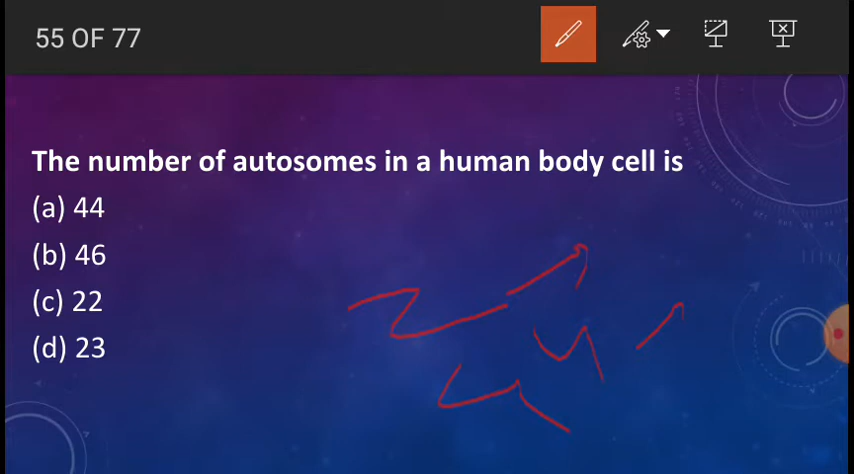 55 OF 77
The number of autosomes in a human body cell is
(a) 44
(b) 46
(c) 22
(d) 23